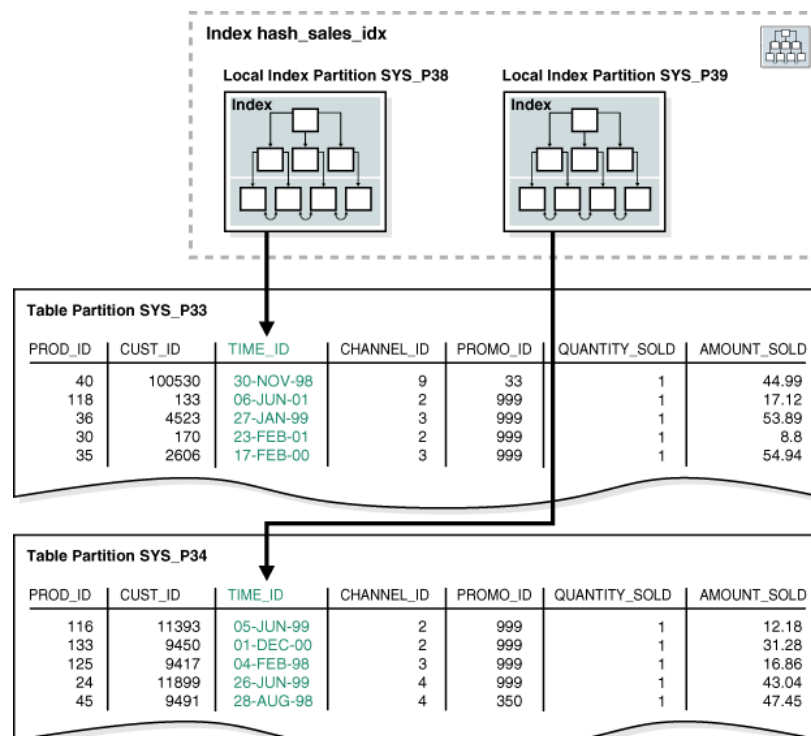 Index hash_sales_idx
Local Index Partition SYS_P38 Local Index Partition SYS_P39
Index Index
Table Partition SYS_P33
PROD_ID CUST_ID TIME_ID CHANNEL_ID PROMO_ID QUANTITY_SOLD AMOUNT_SOLD
40 100530 30-NOV-98 9 33 1 44.99
118 133 06-JUN-01 2 999 1 17.12
36 4523 27-JAN-99 3 999 1 53.89
30 170 23-FEB-01 2 999 1 8.8
35 2606 17-FEB-00 3 999 1 54.94
Table Partition SYS_P34
PROD_ID CUST_ID TIME_ID CHANNEL_ID PROMO_ID QUANTITY_SOLD AMOUNT_SOLD
116 11393 05-JUN-99 2 999 1 12.18
133 9450 01-DEC-00 2 999 1 31.28
125 9417 04-FEB-98 3 999 1 16.86
24 11899 26-JUN-99 4 999 1 43.04
45 9491 28-AUG-98 4 350 1 47.45